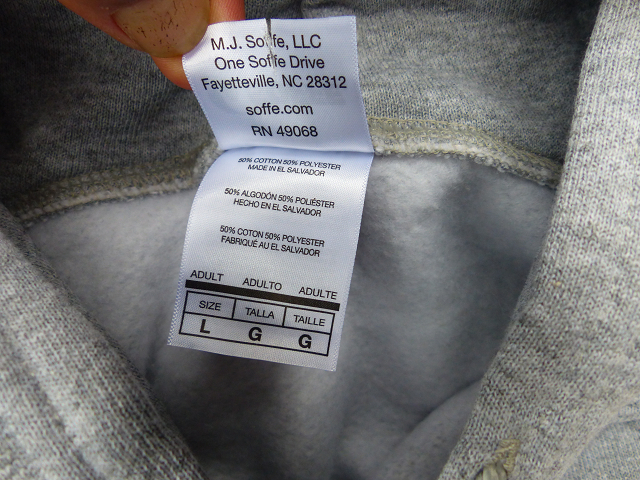 M.J. Soffe, LLC
One Soffe Drive
Fayetteville, NC 28312
soffe.com
RN 49068
50% COTTON 50% POLYESTER
MADE IN EL SALVADOR
50% ALGODÓN 50% POLIÉSTER
HECHO EN EL SALVADOR
50% COTON 50% POLYESTER
FABRIQUÉ AU EL SALVADOR
ADULT ADULTO ADULTE
SIZE TALLA TAILLE
L G G